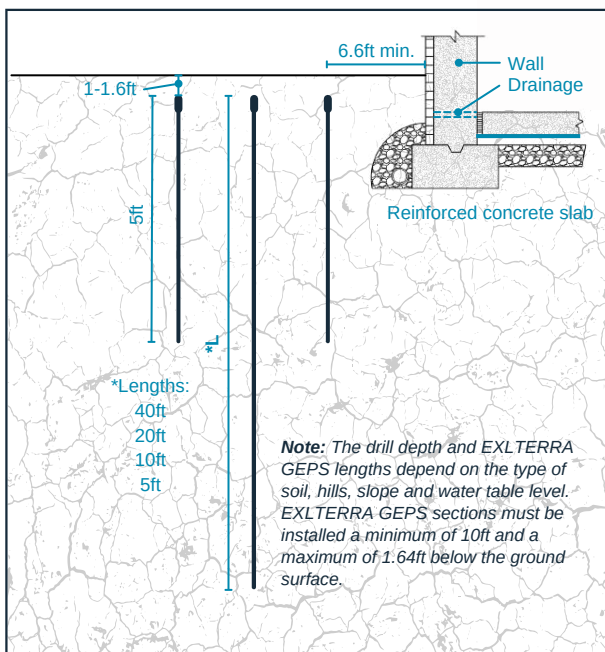 6.6ft min.
Wall
Drainage
1-1.6ft
5ft
Reinforced concrete slab
*L
*Lengths:
40ft
20ft
10ft
5ft
Note: The drill depth and EXLTERRA
GEPS lengths depend on the type of
soil, hills, slope and water table level.
EXLTERRA GEPS sections must be
installed a minimum of 10ft and a
maximum of 1.64ft below the ground
surface.